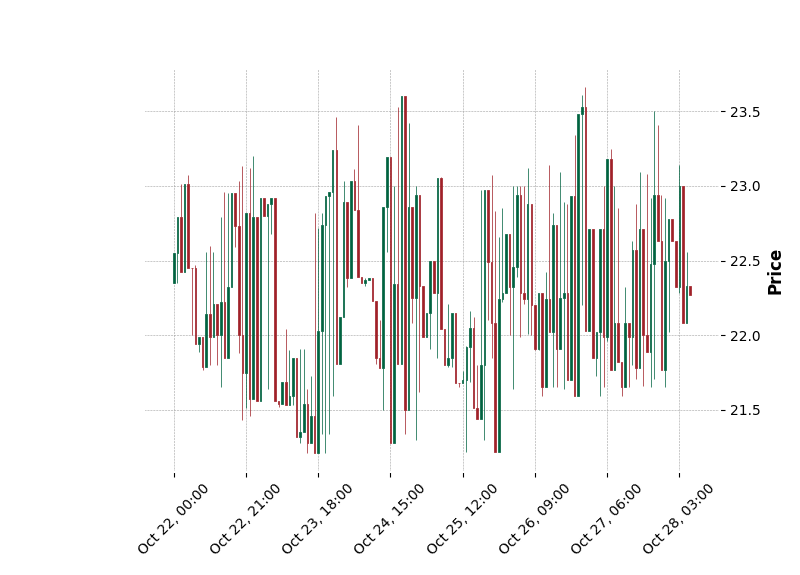 23.5
23.0
22.5
22.0
21.5
Price
Oct 22, 00:00
Oct 22, 21:00
Oct 23, 18:00
Oct 24, 15:00
Oct 25, 12:00
Oct 26, 09:00
Oct 27, 06:00
Oct 28, 03:00